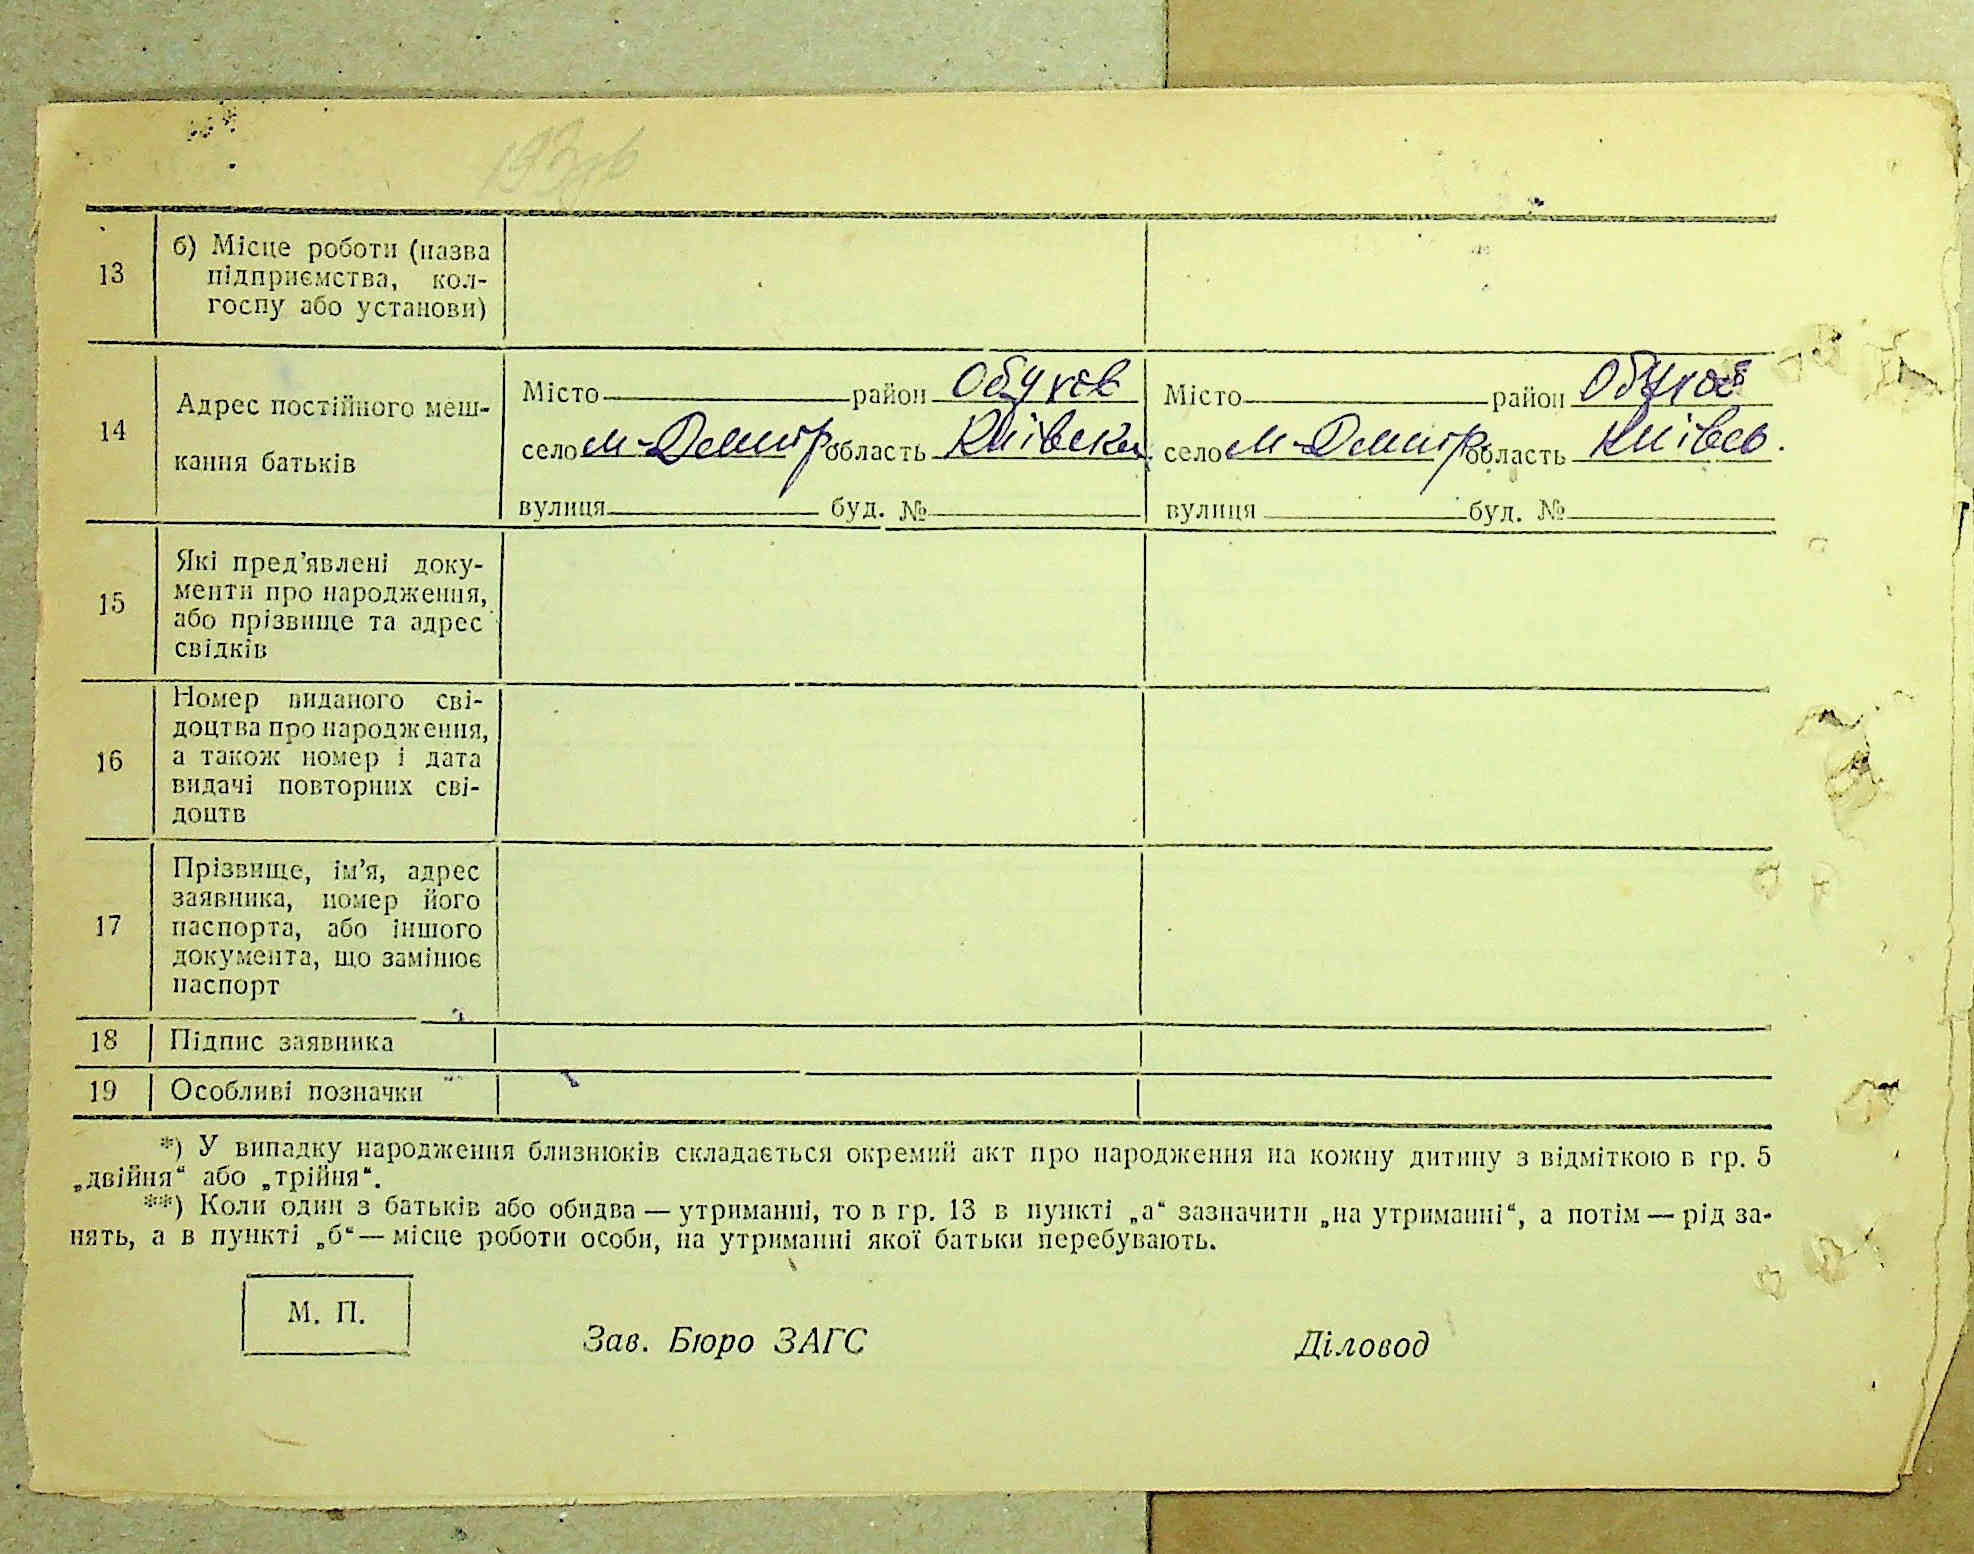 13
б) Місце роботи (назва
підприємства, кол-
госпу або установи)
14
Адрес постійного меш-
кання батьків
Місто район Обухов Місто район Обухов
село М-Дмитр область Київська село М-Дмитр область Київсь.
вулиця буд. № вулиця буд. №
15
Які пред’явлені доку-
менти про народження,
або прізвище та адрес
свідків
16
Номер виданого сві-
доцтва про народження,
а також номер і дата
видачі повторних сві-
доцтв
17
Прізвище, ім’я, адрес
заявника, номер його
паспорта, або іншого
документа, що замінює
паспорт
18 Підпис заявника
19 Особливі позначки
*) У випадку народження близнюків складається окремий акт про народження на кожну дитину з відміткою в гр. 5
„двійня“ або „трійня“.
**) Коли один з батьків або обидва — утриманні, то в гр. 13 в пункті „а“ зазначити „на утриманні“, а потім — рід за-
нять, а в пункті „б“ — місце роботи особи, на утриманні якої батьки перебувають.
М. П.
Зав. Бюро ЗАГС Діловод